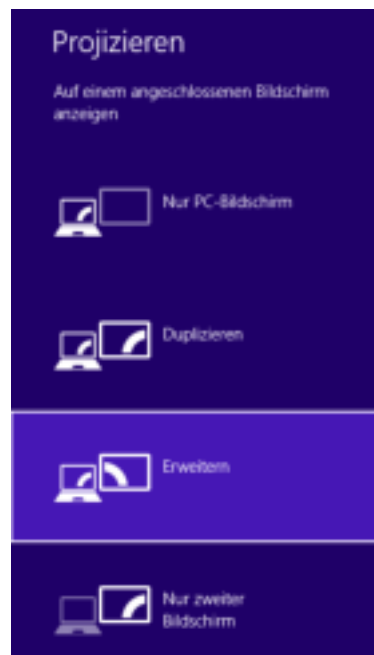 Projizieren
Auf einem angeschlossenen Bildschirm
anzeigen
Nur PC-Bildschirm
Duplizieren
Erweitern
Nur zweiter
Bildschirm